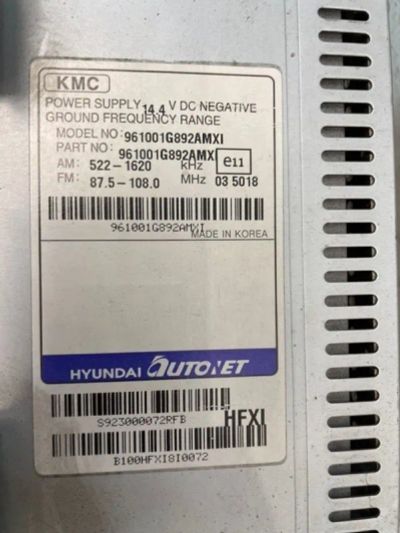 KMC
POWER SUPPLY 14.4 V DC NEGATIVE
GROUND FREQUENCY RANGE
MODEL NO: 961001G892AMXI
PART NO: 961001G892AMX
AM: 522-1620 KHz e11
FM: 87.5-108.0 MHz 03 5018
961001G892AMXI
MADE IN KOREA
HYUNDAI AUTONET
S923000072RFB HFXI
B100HFXI8I0072